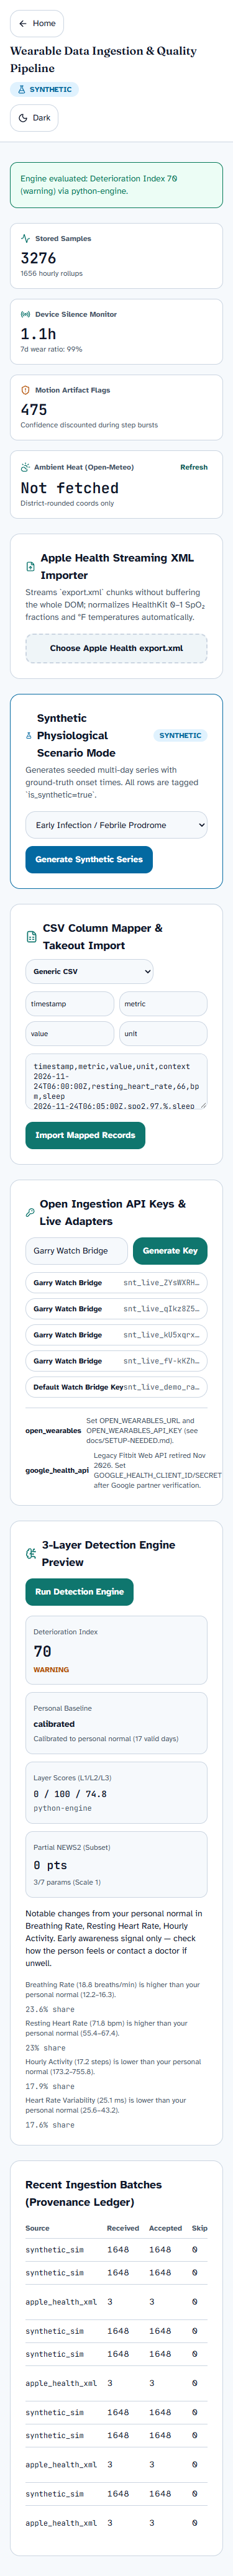 Home
Wearable Data Ingestion & Quality
Pipeline
SYNTHETIC
Dark
Engine evaluated: Deterioration Index 70
(warning) via python-engine.
Stored Samples
3276
1656 hourly rollups
Device Silence Monitor
1.1h
7d wear ratio: 99%
Motion Artifact Flags
475
Confidence discounted during step bursts
Ambient Heat (Open-Meteo)
Refresh
Not fetched
District-rounded coords only
Apple Health Streaming XML
Importer
Streams `export.xml` chunks without buffering
the whole DOM; normalizes HealthKit 0–1 SpO₂
fractions and °F temperatures automatically.
Choose Apple Health export.xml
Synthetic
Physiological
Scenario Mode
SYNTHETIC
Generates seeded multi-day series with
ground-truth onset times. All rows are tagged
`is_synthetic=true`.
Early Infection / Febrile Prodrome
Generate Synthetic Series
CSV Column Mapper &
Takeout Import
Generic CSV
timestamp
metric
value
unit
timestamp,metric,value,unit,context
2026-11-
24T06:00:00Z,resting_heart_rate,66,bp
m,sleep
2026-11-24T06:05:00Z,spo2,97,%,sleep
Import Mapped Records
Open Ingestion API Keys &
Live Adapters
Garry Watch Bridge
Generate Key
Garry Watch Bridge snt_live_ZYsWXRH…
Garry Watch Bridge snt_live_qIkz8Z5…
Garry Watch Bridge snt_live_kU5xqrx…
Garry Watch Bridge snt_live_fV-kKZh…
Default Watch Bridge Key snt_live_demo_ra…
open_wearables
Set OPEN_WEARABLES_URL and
OPEN_WEARABLES_API_KEY (see
docs/SETUP-NEEDED.md).
google_health_api
Legacy Fitbit Web API retired Nov
2026. Set
GOOGLE_HEALTH_CLIENT_ID/SECRET
after Google partner verification.
3-Layer Detection Engine
Preview
Run Detection Engine
Deterioration Index
70
WARNING
Personal Baseline
calibrated
Calibrated to personal normal (17 valid days)
Layer Scores (L1/L2/L3)
0 / 100 / 74.8
python-engine
Partial NEWS2 (Subset)
0 pts
3/7 params (Scale 1)
Notable changes from your personal normal in
Breathing Rate, Resting Heart Rate, Hourly
Activity. Early awareness signal only — check
how the person feels or contact a doctor if
unwell.
Breathing Rate (18.8 breaths/min) is higher than your
personal normal (12.2–16.3).
23.6% share
Resting Heart Rate (71.8 bpm) is higher than your
personal normal (55.4–67.4).
23% share
Hourly Activity (17.2 steps) is lower than your personal
normal (173.2–755.8).
17.9% share
Heart Rate Variability (25.1 ms) is lower than your
personal normal (25.6–43.2).
17.6% share
Recent Ingestion Batches
(Provenance Ledger)
Source Received Accepted Skip
synthetic_sim 1648 1648 0
synthetic_sim 1648 1648 0
apple_health_xml 3 3 0
synthetic_sim 1648 1648 0
synthetic_sim 1648 1648 0
apple_health_xml 3 3 0
synthetic_sim 1648 1648 0
synthetic_sim 1648 1648 0
apple_health_xml 3 3 0
synthetic_sim 1648 1648 0
apple_health_xml 3 3 0